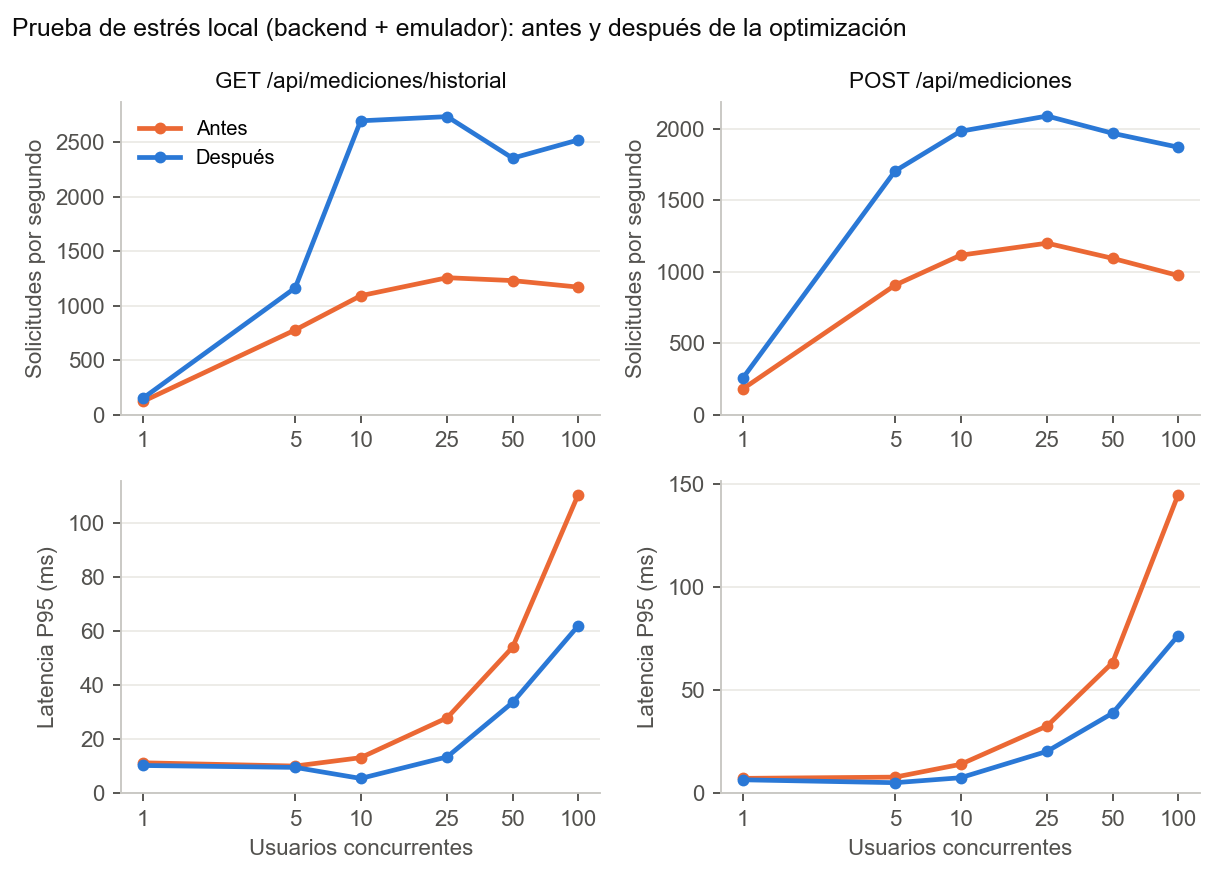 Prueba de estrés local (backend + emulador): antes y después de la optimización
GET /api/mediciones/historial
Solicitudes por segundo
2500
2000
1500
1000
500
0
Antes
Después
1 5 10 25 50 100
POST /api/mediciones
Solicitudes por segundo
2000
1500
1000
500
0
1 5 10 25 50 100
Latencia P95 (ms)
100
80
60
40
20
0
1 5 10 25 50 100
Usuarios concurrentes
Latencia P95 (ms)
150
100
50
0
1 5 10 25 50 100
Usuarios concurrentes